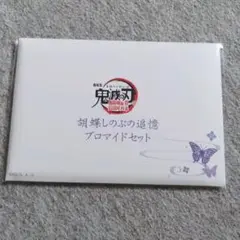 鬼滅の刃
胡蝶しのぶの追憶
ブロマイドセット